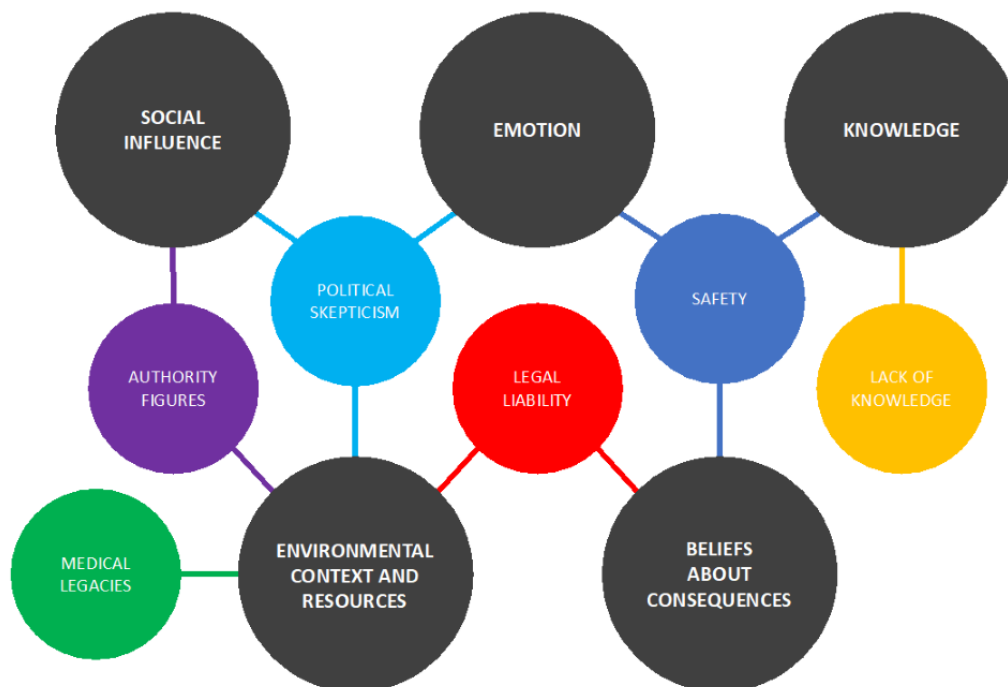 SOCIAL
INFLUENCE
EMOTION
KNOWLEDGE
POLITICAL
SKEPTICISM
SAFETY
AUTHORITY
FIGURES
LEGAL
LIABILITY
LACK OF
KNOWLEDGE
MEDICAL
LEGACIES
ENVIRONMENTAL
CONTEXT AND
RESOURCES
BELIEFS
ABOUT
CONSEQUENCES